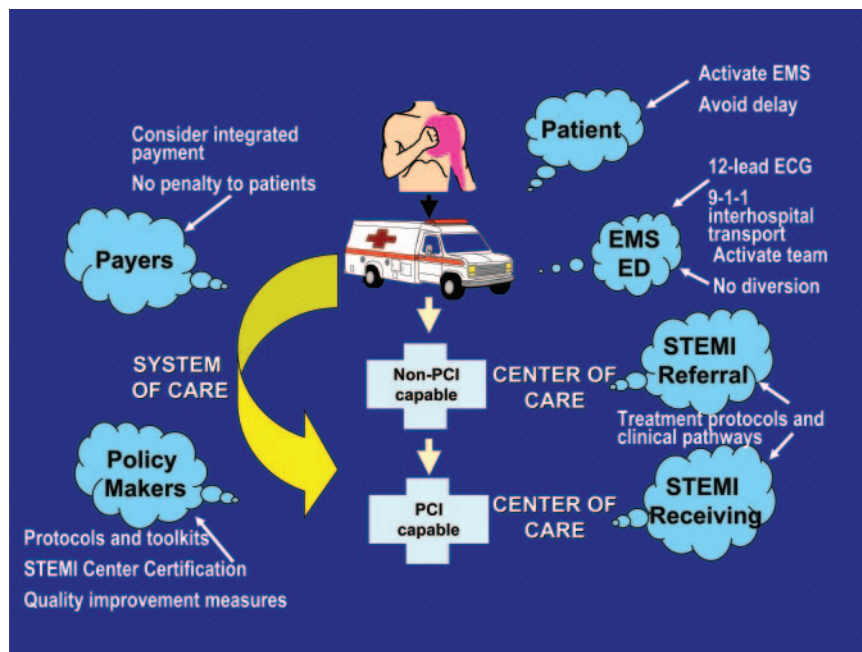 Activate EMS
Avoid delay
Patient
Consider integrated
payment
No penalty to patients
Payers
12-lead ECG
9-1-1
interhospital
transport
Activate team
No diversion
EMS
ED
SYSTEM
OF CARE
Non-PCI
capable
CENTER OF
CARE
STEMI
Referral
Treatment protocols and
clinical pathways
Policy
Makers
Protocols and toolkits
STEMI Center Certification
Quality improvement measures
PCI
capable
CENTER OF
CARE
STEMI
Receiving